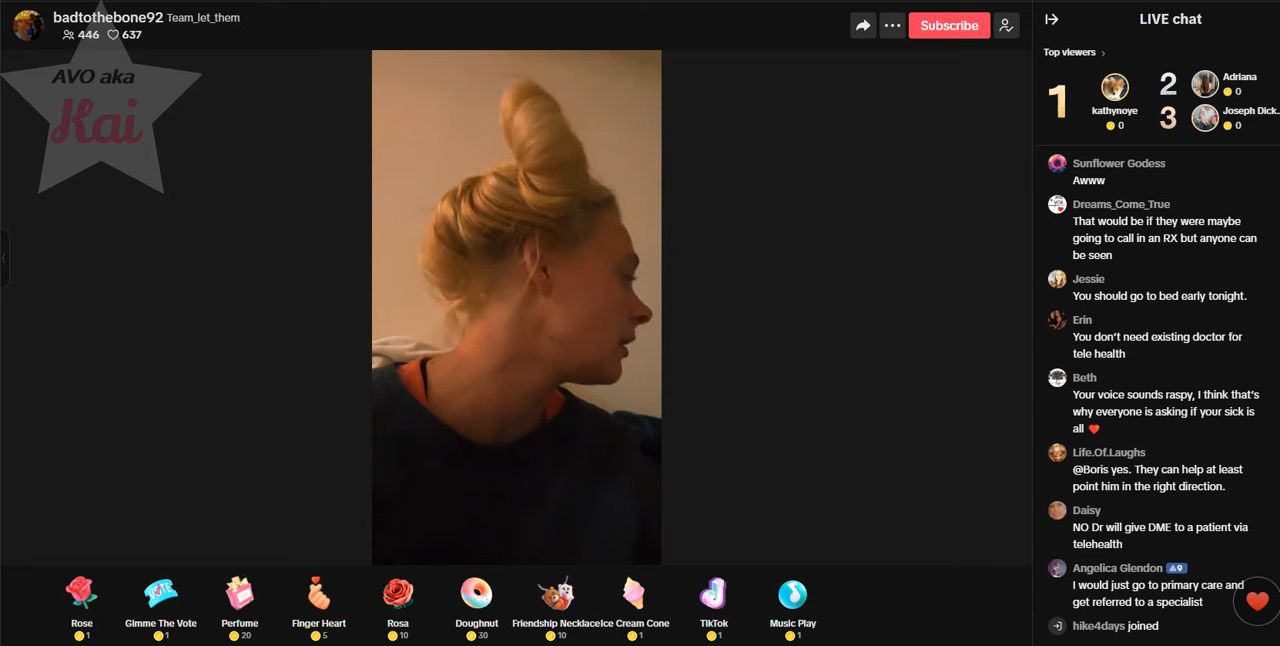 badtothebone92 Team_let_them
446 637
Subscribe
LIVE chat
AVO aka
Kai
Top viewers
1
kathynoye
0
2
Adriana
0
3
Joseph Dick..
0
Sunflower Godess
Awww
Dreams_Come_True
That would be if they were maybe
going to call in an RX but anyone can
be seen
Jessie
You should go to bed early tonight.
Erin
You don't need existing doctor for
tele health
Beth
Your voice sounds raspy, I think that's
why everyone is asking if your sick is
all ❤️
Life.Of.Laughs
@Boris yes. They can help at least
point him in the right direction.
Daisy
NO Dr will give DME to a patient via
telehealth
Angelica Glendon 9
I would just go to primary care and
get referred to a specialist
hike4days joined
Rose
1
Gimme The Vote
1
Perfume
20
Finger Heart
5
Rosa
10
Doughnut
30
Friendship Necklace
10
Ice Cream Cone
1
TikTok
1
Music Play
1